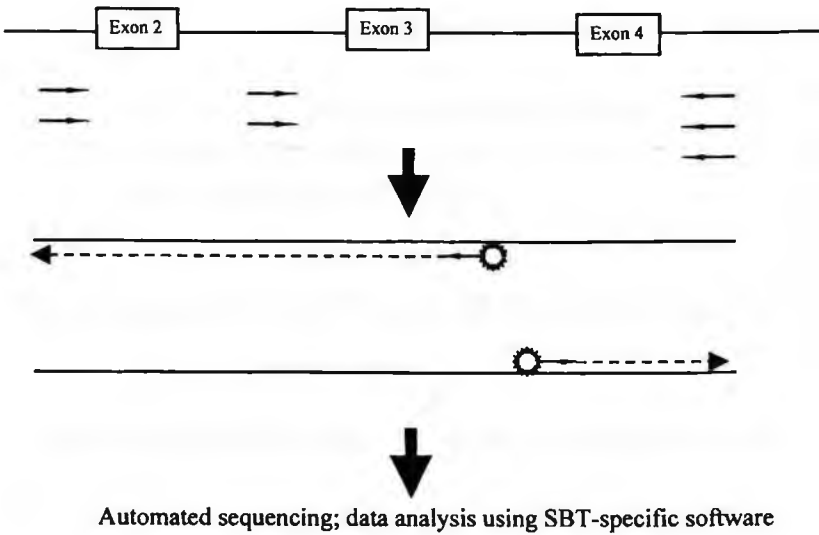 Exon 2
Exon 3
Exon 4
Automated sequencing; data analysis using SBT-specific software